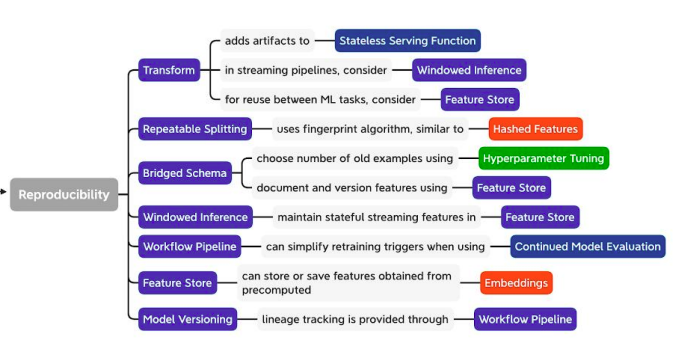 adds artifacts to
Stateless Serving Function
Transform
in streaming pipelines, consider
Windowed Inference
for reuse between ML tasks, consider
Feature Store
Repeatable Splitting
uses fingerprint algorithm, similar to
Hashed Features
Bridged Schema
choose number of old examples using
Hyperparameter Tuning
document and version features using
Feature Store
Reproducibility
Windowed Inference
maintain stateful streaming features in
Feature Store
Workflow Pipeline
can simplify retraining triggers when using
Continued Model Evaluation
Feature Store
can store or save features obtained from
precomputed
Embeddings
Model Versioning
lineage tracking is provided through
Workflow Pipeline